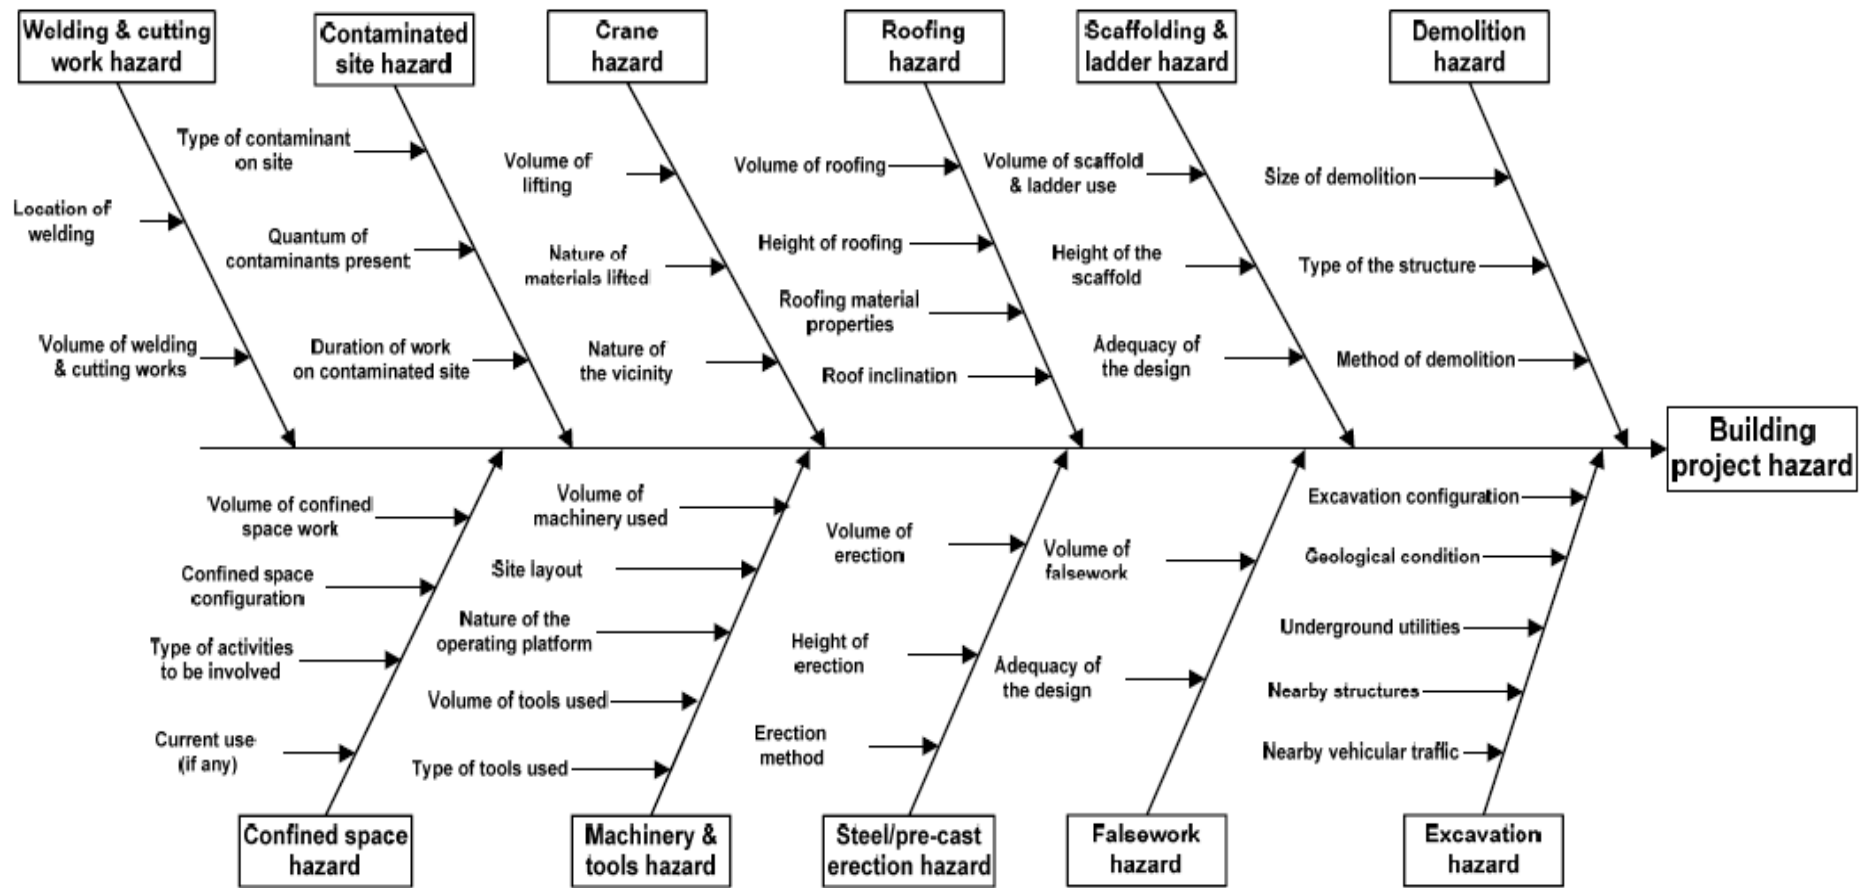 Welding & cutting
work hazard
Contaminated
site hazard
Crane
hazard
Roofing
hazard
Scaffolding &
ladder hazard
Demolition
hazard
Location of
welding
Volume of welding
& cutting works
Type of contaminant
on site
Quantum of
contaminants present
Duration of work
on contaminated site
Volume of
lifting
Nature of
materials lifted
Nature of
the vicinity
Volume of roofing
Height of roofing
Roofing material
properties
Roof inclination
Volume of scaffold
& ladder use
Height of the
scaffold
Adequacy of
the design
Size of demolition
Type of the structure
Method of demolition
Building
project hazard
Volume of confined
space work
Confined space
configuration
Type of activities
to be involved
Current use
(if any)
Volume of
machinery used
Site layout
Nature of the
operating platform
Volume of tools used
Type of tools used
Volume of
erection
Height of
erection
Erection
method
Volume of
falsework
Adequacy of
the design
Excavation configuration
Geological condition
Underground utilities
Nearby structures
Nearby vehicular traffic
Confined space
hazard
Machinery &
tools hazard
Steel/pre-cast
erection hazard
Falsework
hazard
Excavation
hazard